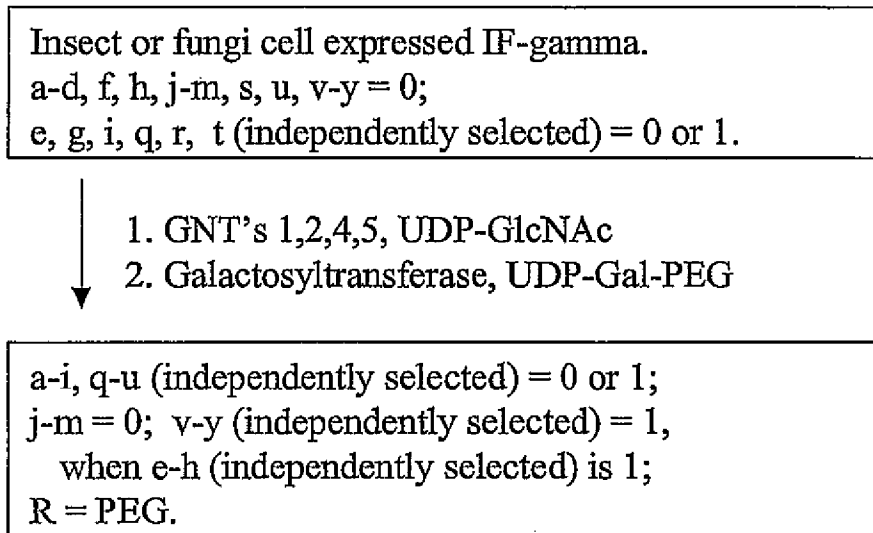 Insect or fungi cell expressed IF-gamma.
a-d, f, h, j-m, s, u, v-y = 0;
e, g, i, q, r, t (independently selected) = 0 or 1.
1. GNT's 1,2,4,5, UDP-GlcNAc
2. Galactosyltransferase, UDP-Gal-PEG
a-i, q-u (independently selected) = 0 or 1;
j-m = 0; v-y (independently selected) = 1,
when e-h (independently selected) is 1;
R = PEG.